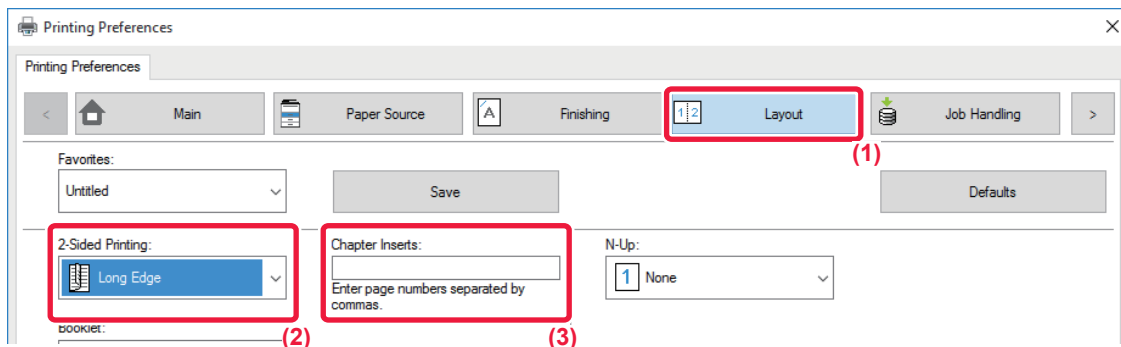 Printing Preferences
Printing Preferences
< Main Paper Source A Finishing 1 2 Layout Job Handling >
(1)
Favorites:
Untitled Save Defaults
2-Sided Printing: Chapter Inserts: N-Up:
Long Edge 1 None
Enter page numbers separated by
commas.
Booklet:
(2) (3)